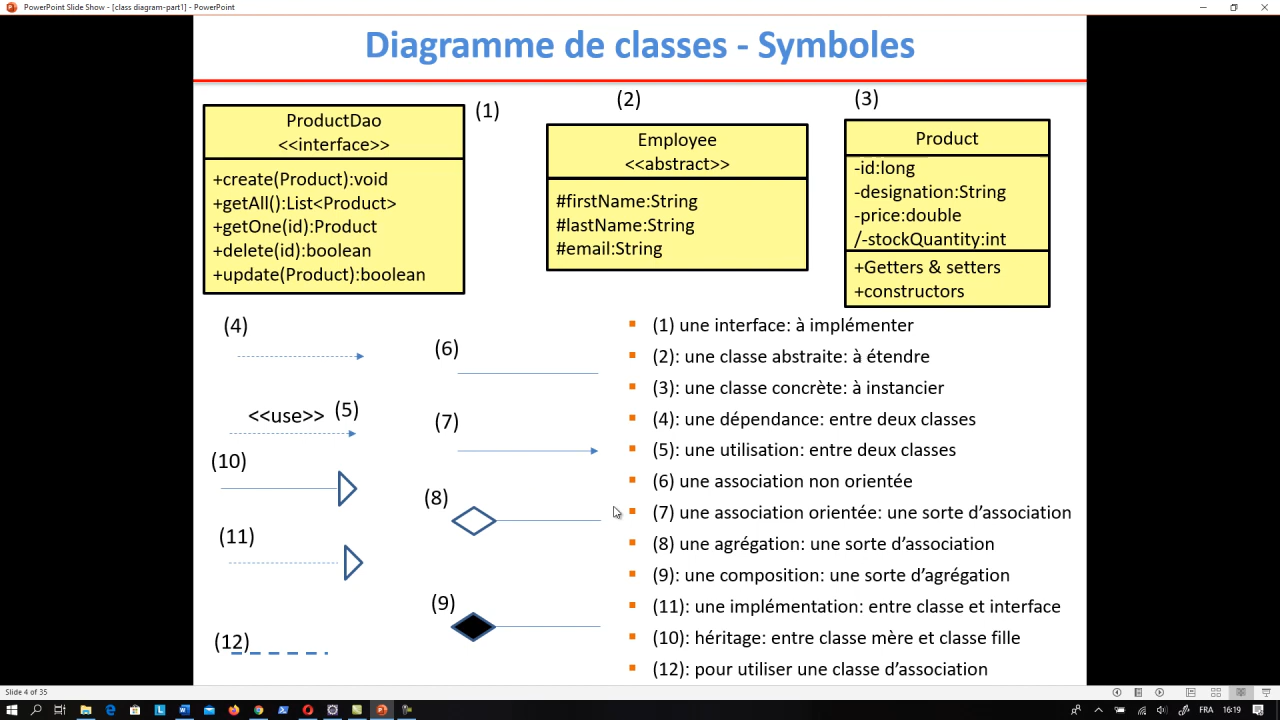 PowerPoint Slide Show - [class diagram-part1] - PowerPoint
Diagramme de classes - Symboles
(1)
ProductDao
<<interface>>
+create(Product):void
+getAll():List<Product>
+getOne(id):Product
+delete(id):boolean
+update(Product):boolean
(2)
Employee
<<abstract>>
#firstName:String
#lastName:String
#email:String
(3)
Product
-id:long
-designation:String
-price:double
/-stockQuantity:int
+Getters & setters
+constructors
(4)
<<use>> (5)
(10)
(11)
(12)
(6)
(7)
(8)
(9)
(1) une interface: à implémenter
(2): une classe abstraite: à étendre
(3): une classe concrète: à instancier
(4): une dépendance: entre deux classes
(5): une utilisation: entre deux classes
(6) une association non orientée
(7) une association orientée: une sorte d’association
(8) une agrégation: une sorte d’association
(9): une composition: une sorte d’agrégation
(11): une implémentation: entre classe et interface
(10): héritage: entre classe mère et classe fille
(12): pour utiliser une classe d’association
Slide 4 of 35
FRA 16:19